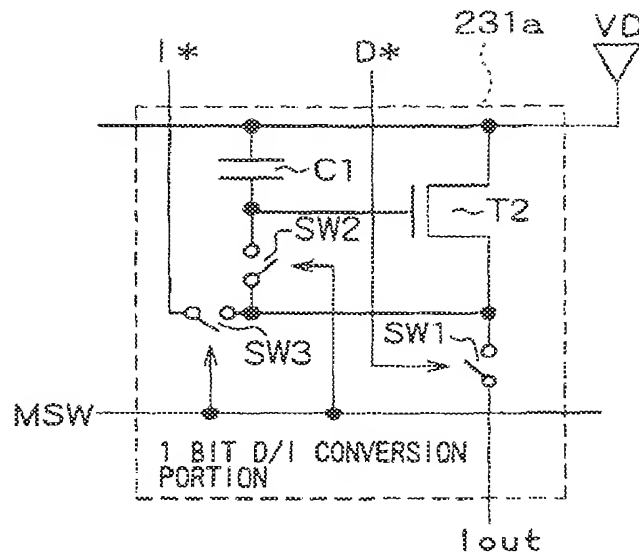 231a
VD
I*
D*
C1
T2
SW2
SW1
SW3
MSW
1 BIT D/I CONVERSION
PORTION
Iout